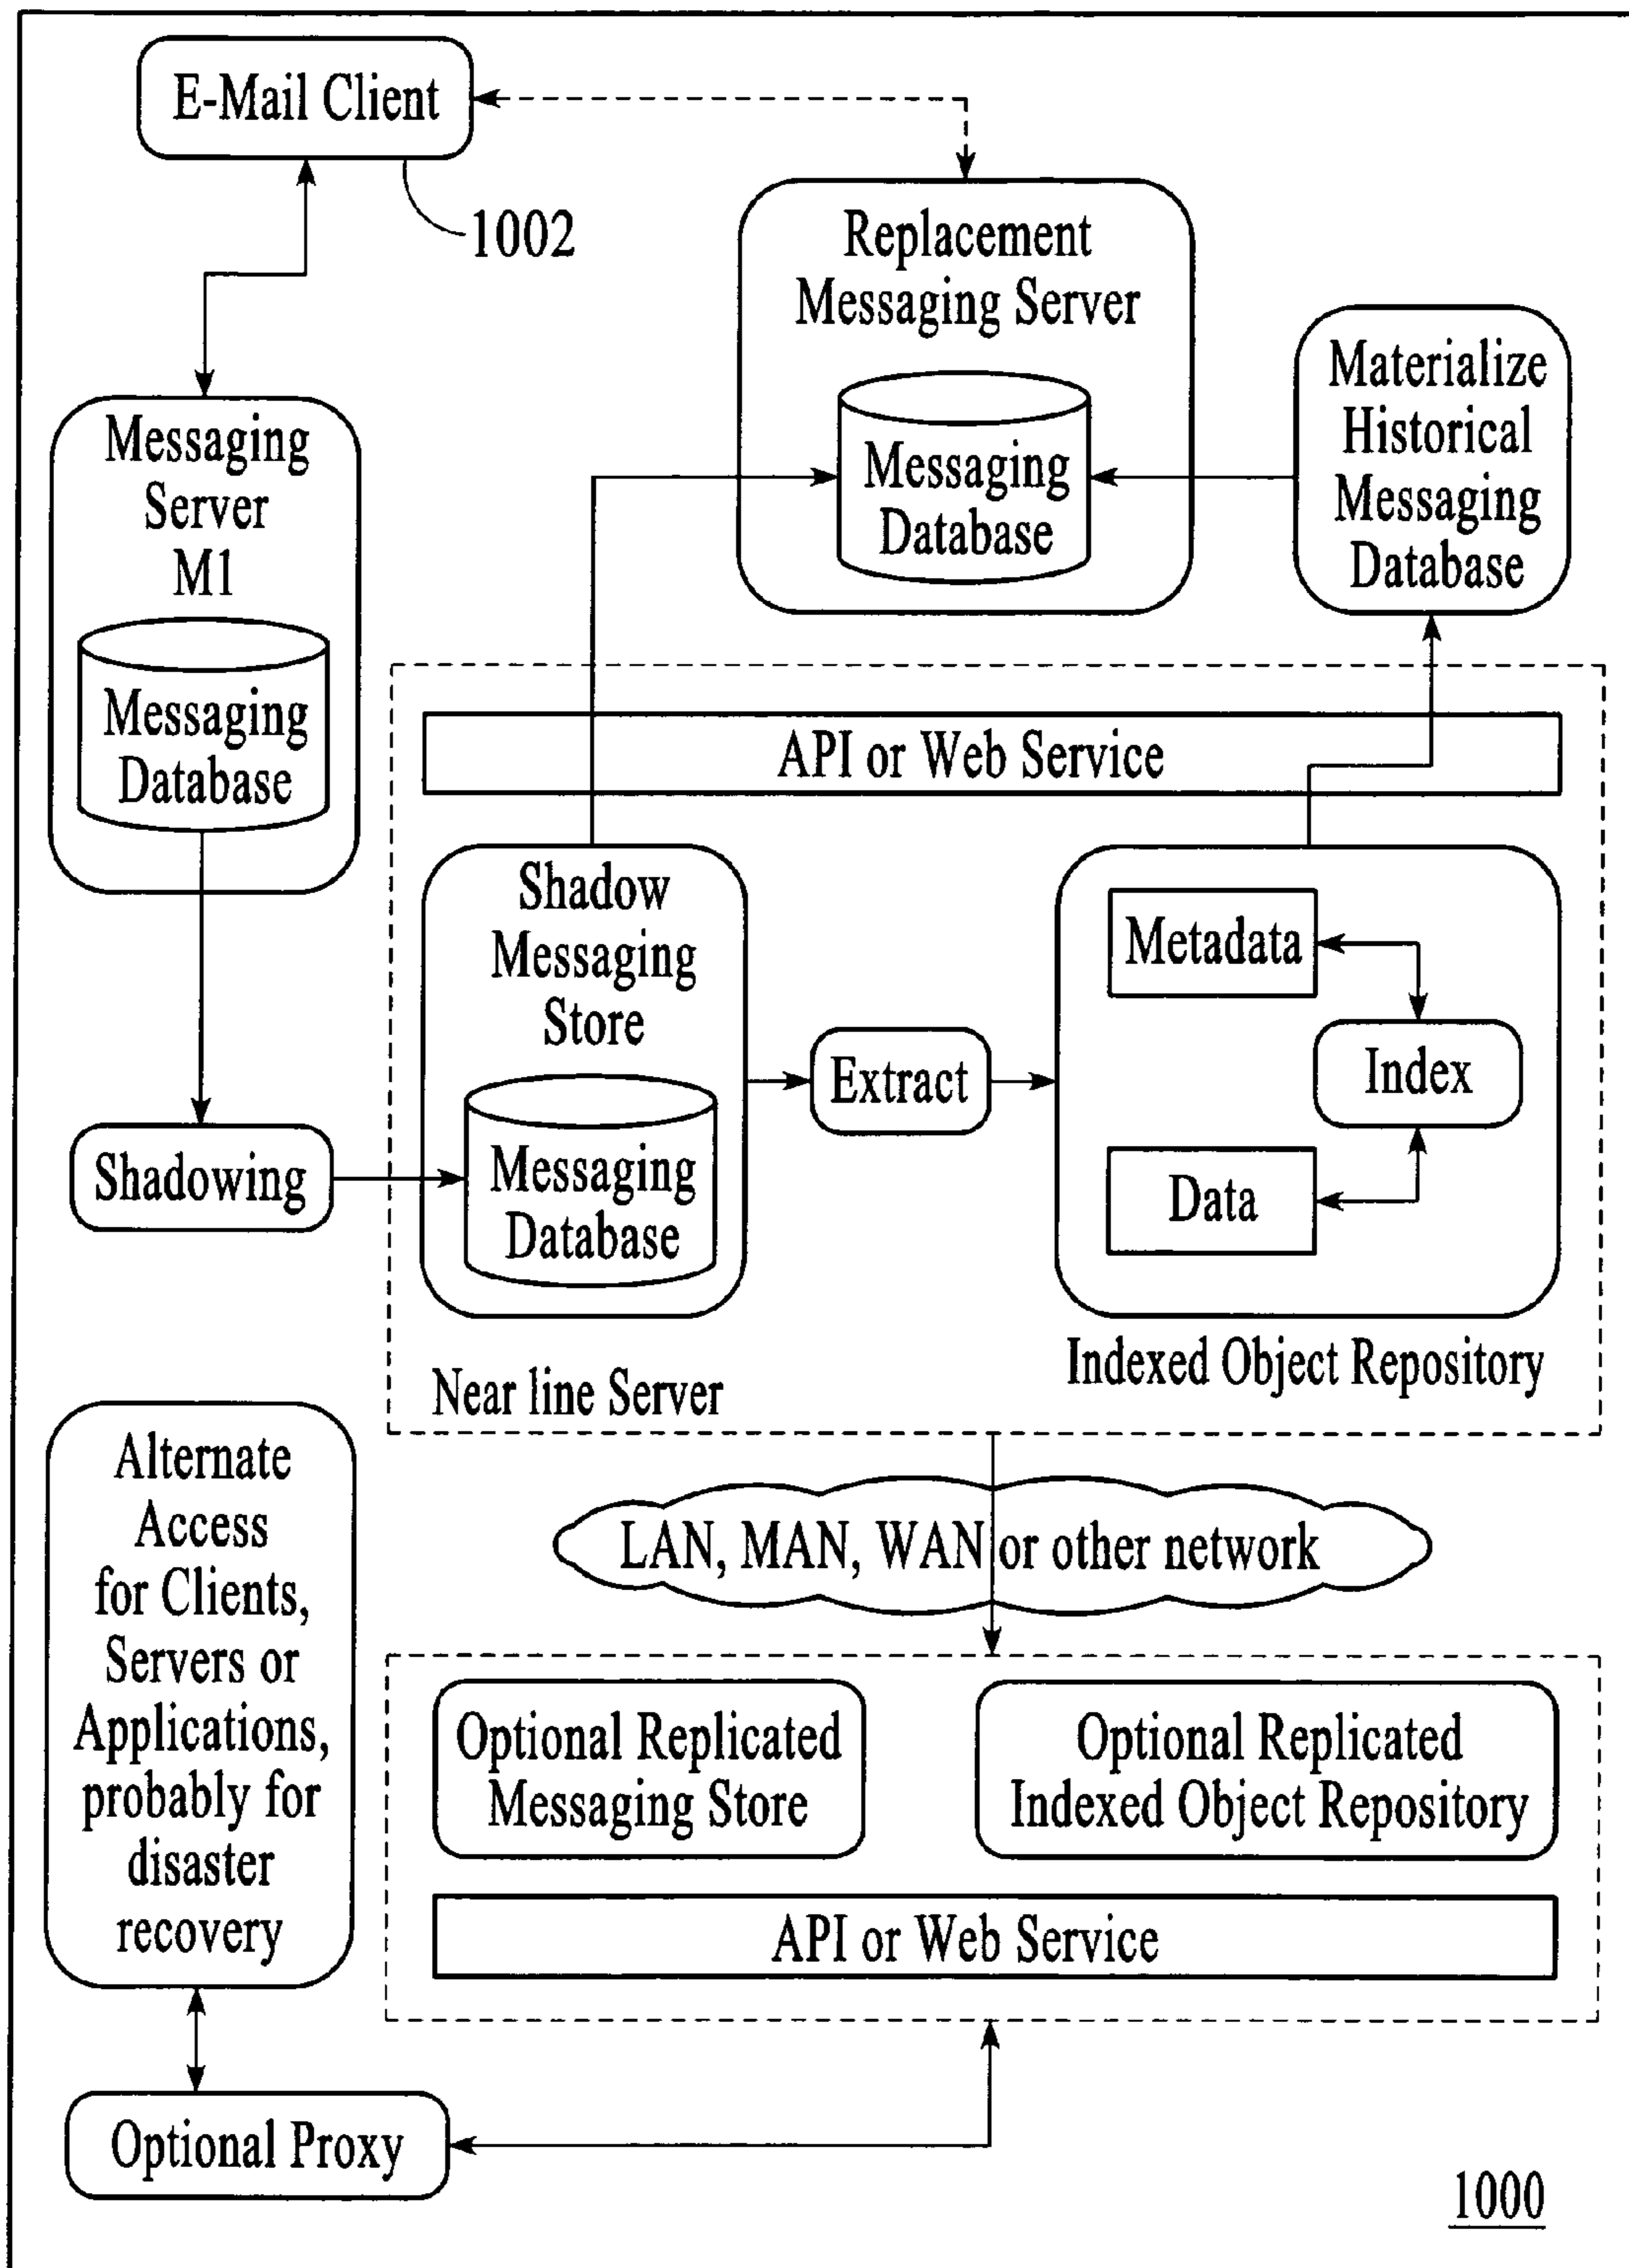 E-Mail Client
1002
Replacement
Messaging Server
Messaging
Database
Materialize
Historical
Messaging
Database
Messaging
Server
M1
Messaging
Database
API or Web Service
Shadow
Messaging
Store
Messaging
Database
Extract
Metadata
Index
Data
Shadowing
Near line Server
Indexed Object Repository
Alternate
Access
for Clients,
Servers or
Applications,
probably for
disaster
recovery
LAN, MAN, WAN or other network
Optional Replicated
Messaging Store
Optional Replicated
Indexed Object Repository
API or Web Service
Optional Proxy
1000